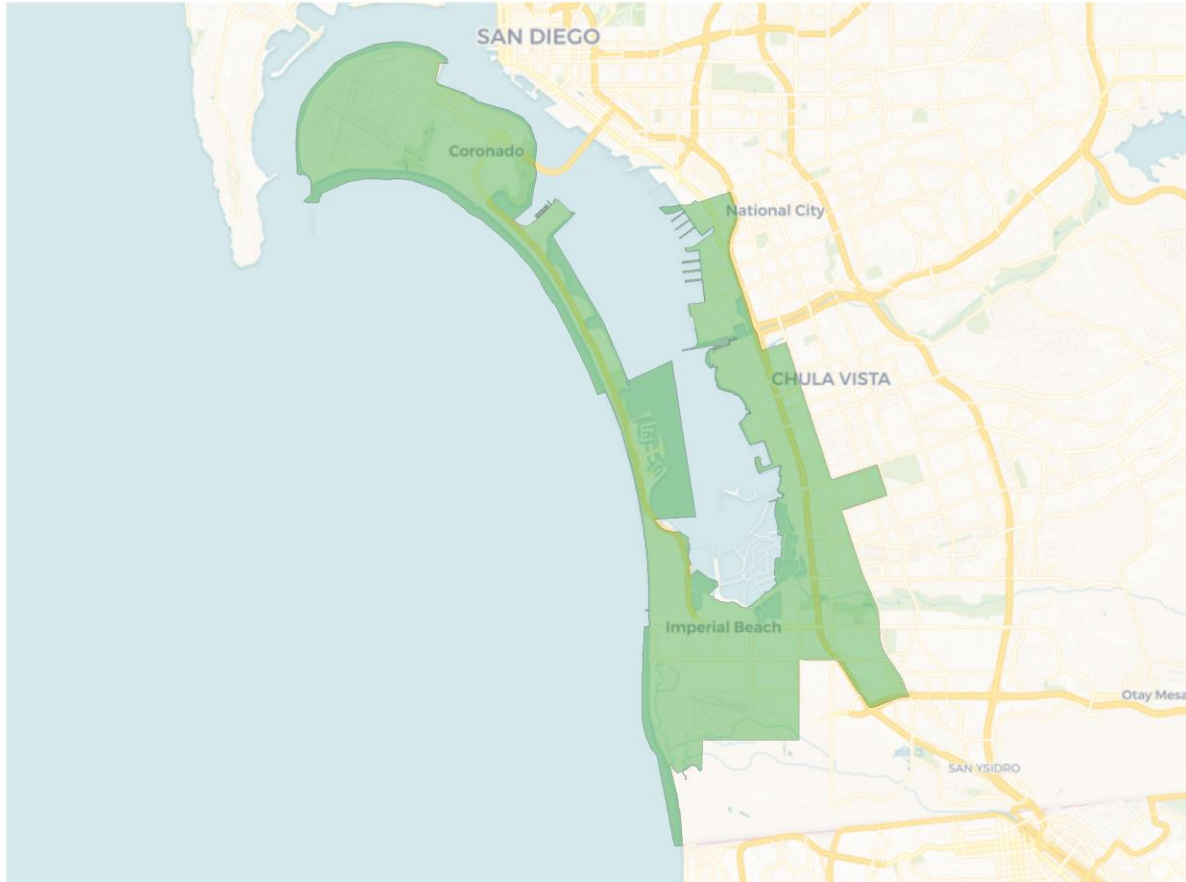 SAN DIEGO
Coronado
National City
CHULA VISTA
Imperial Beach
Otay Mesa
SAN YSIDRO